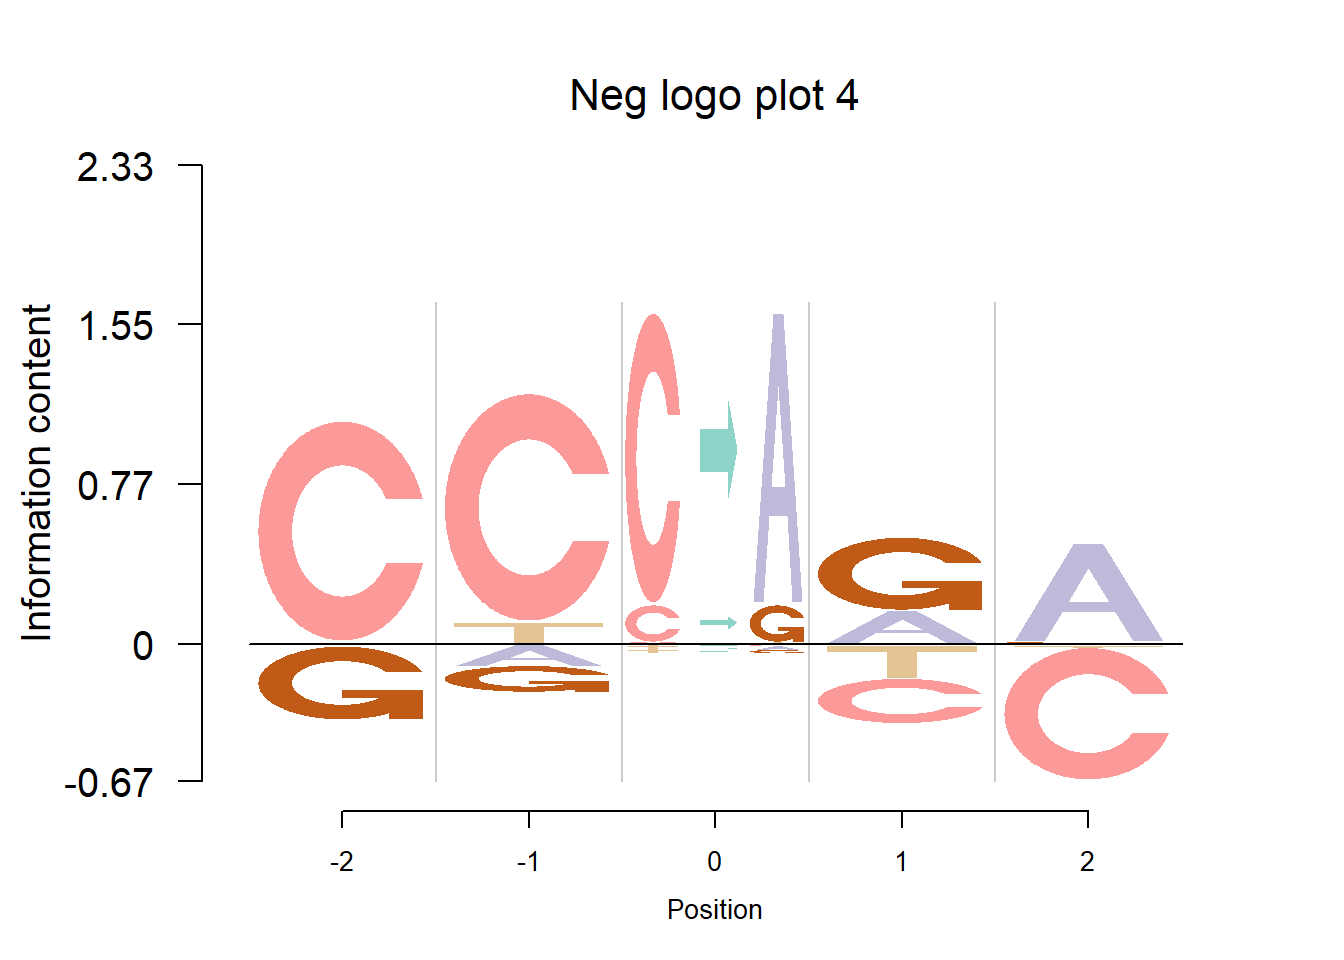 Neg logo plot 4
Information content
2.33
1.55
0.77
0
-0.67
C
G
C
T
A
G
C A
C G
G
A
T
C
A
C
-2 -1 0 1 2
Position